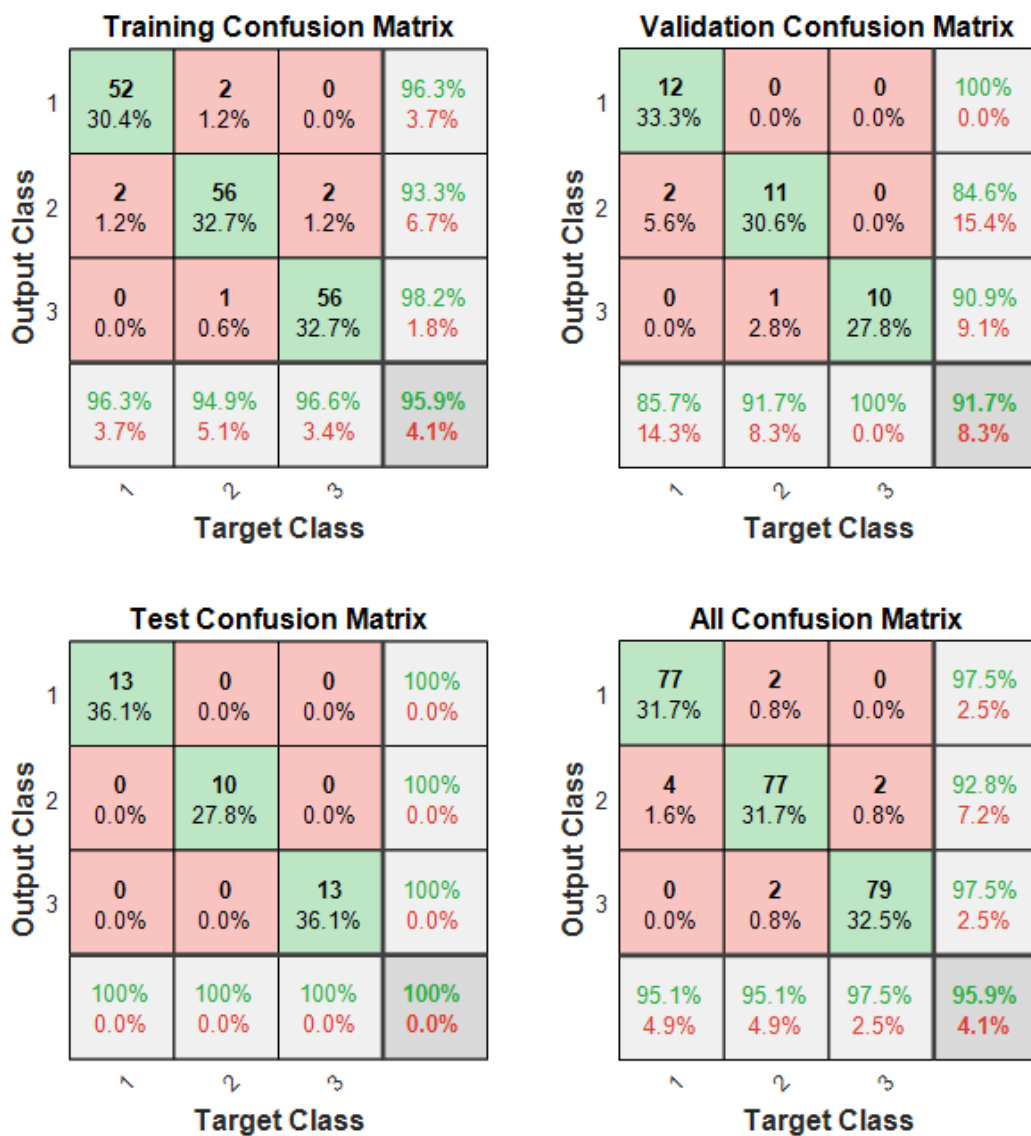 Training Confusion Matrix
Output Class
1
52 2 0 96.3%
30.4% 1.2% 0.0% 3.7%
2
2 56 2 93.3%
1.2% 32.7% 1.2% 6.7%
3
0 1 56 98.2%
0.0% 0.6% 32.7% 1.8%
96.3% 94.9% 96.6% 95.9%
3.7% 5.1% 3.4% 4.1%
1 2 3
Target Class
Validation Confusion Matrix
Output Class
1
12 0 0 100%
33.3% 0.0% 0.0% 0.0%
2
2 11 0 84.6%
5.6% 30.6% 0.0% 15.4%
3
0 1 10 90.9%
0.0% 2.8% 27.8% 9.1%
85.7% 91.7% 100% 91.7%
14.3% 8.3% 0.0% 8.3%
1 2 3
Target Class
Test Confusion Matrix
Output Class
1
13 0 0 100%
36.1% 0.0% 0.0% 0.0%
2
0 10 0 100%
0.0% 27.8% 0.0% 0.0%
3
0 0 13 100%
0.0% 0.0% 36.1% 0.0%
100% 100% 100% 100%
0.0% 0.0% 0.0% 0.0%
1 2 3
Target Class
All Confusion Matrix
Output Class
1
77 2 0 97.5%
31.7% 0.8% 0.0% 2.5%
2
4 77 2 92.8%
1.6% 31.7% 0.8% 7.2%
3
0 2 79 97.5%
0.0% 0.8% 32.5% 2.5%
95.1% 95.1% 97.5% 95.9%
4.9% 4.9% 2.5% 4.1%
1 2 3
Target Class